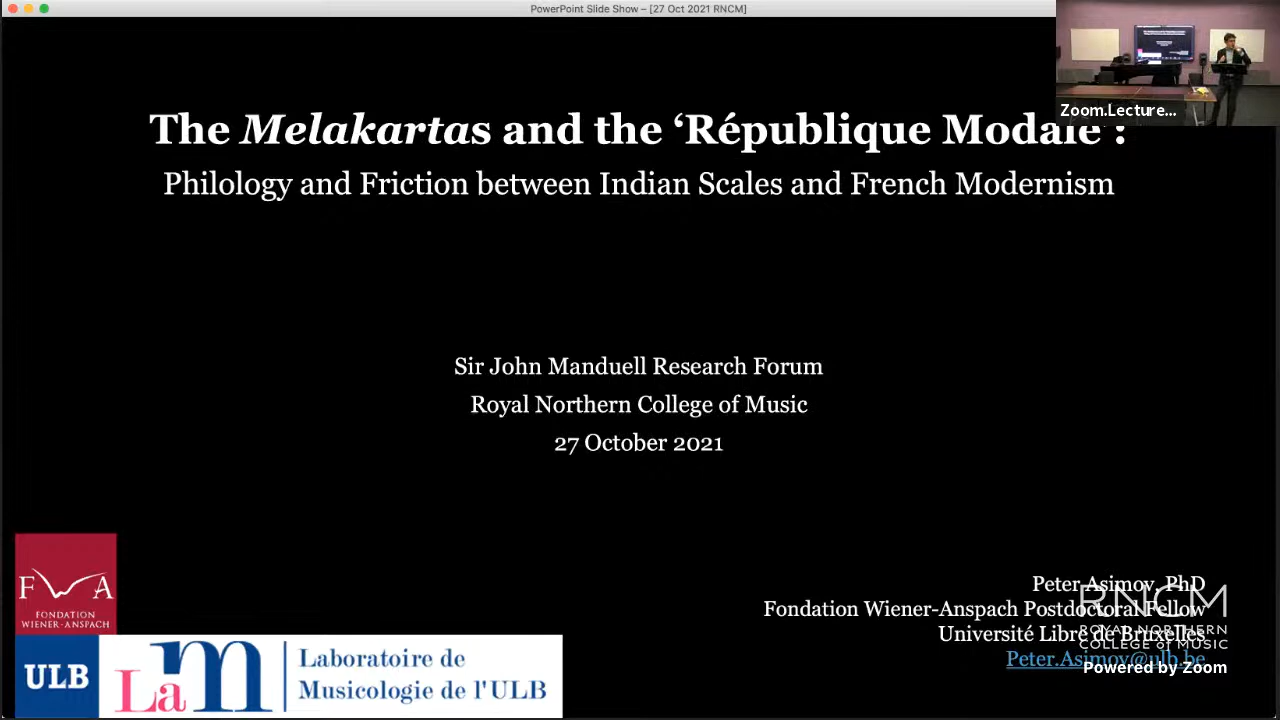 PowerPoint Slide Show – [27 Oct 2021 RNCM]
Zoom.Lecture...
The Melakartas and the ‘République Modale’:
Philology and Friction between Indian Scales and French Modernism
Sir John Manduell Research Forum
Royal Northern College of Music
27 October 2021
Peter Asimov, PhD
Fondation Wiener-Anspach Postdoctoral Fellow
Université Libre de Bruxelles
Peter.Asimov@ulb.be
RNCM
ROYAL NORTHERN
COLLEGE of MUSIC
Powered by Zoom
F W A
FONDATION
WIENER-ANSPACH
ULB
LaM
Laboratoire de
Musicologie de l'ULB